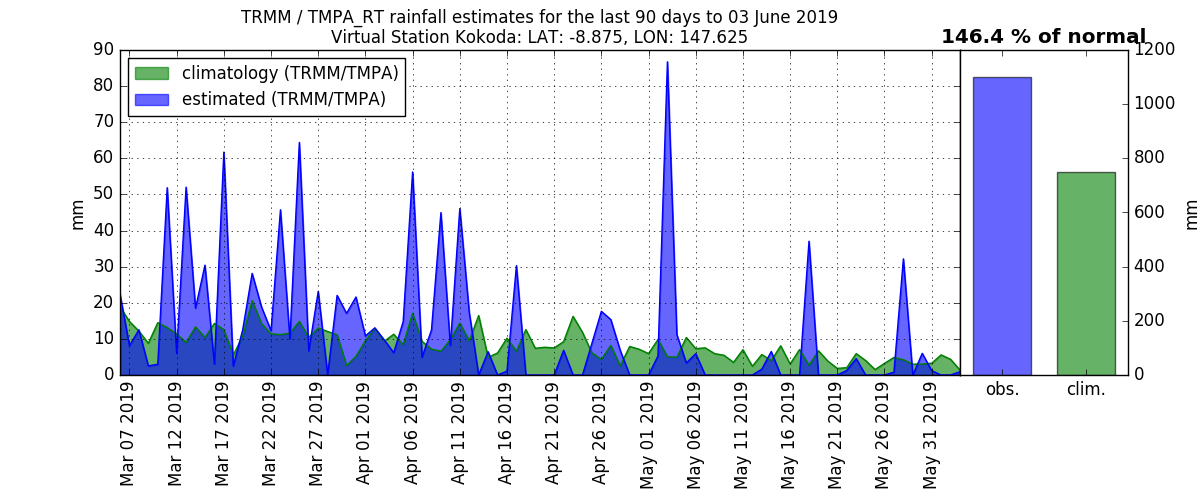 TRMM / TMPA_RT rainfall estimates for the last 90 days to 03 June 2019
Virtual Station Kokoda: LAT: -8.875, LON: 147.625
146.4 % of normal
climatology (TRMM/TMPA)
estimated (TRMM/TMPA)
mm
90
80
70
60
50
40
30
20
10
0
Mar 07 2019
Mar 12 2019
Mar 17 2019
Mar 22 2019
Mar 27 2019
Apr 01 2019
Apr 06 2019
Apr 11 2019
Apr 16 2019
Apr 21 2019
Apr 26 2019
May 01 2019
May 06 2019
May 11 2019
May 16 2019
May 21 2019
May 26 2019
May 31 2019
obs.
clim.
1200
1000
800
600
400
200
0
mm